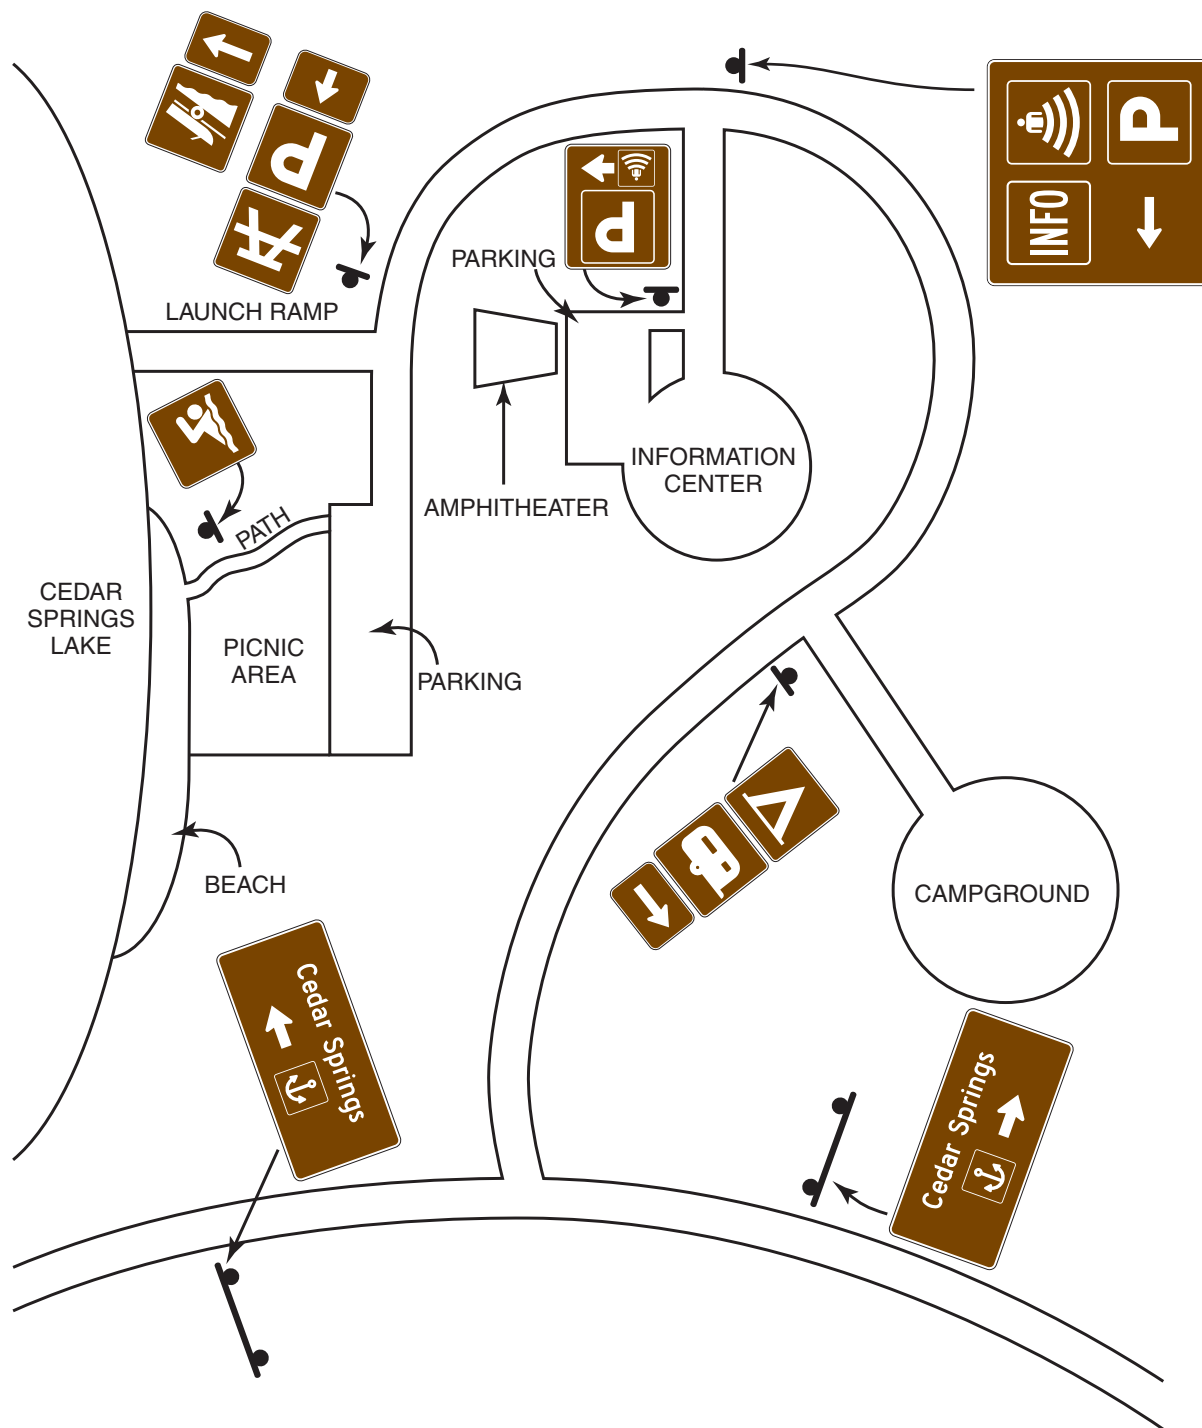 P
P
INFO
P
PARKING
LAUNCH RAMP
INFORMATION
CENTER
AMPHITHEATER
PATH
CEDAR
SPRINGS
LAKE
PICNIC
AREA
PARKING
BEACH
CAMPGROUND
Cedar Springs
Cedar Springs